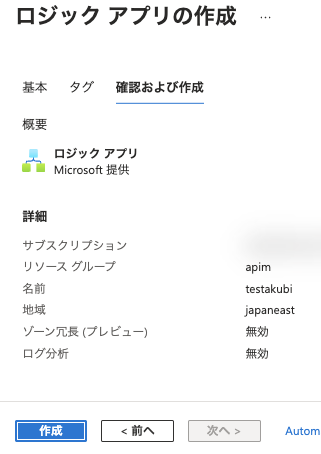 ロジック アプリの作成 …
基本 タグ 確認および作成
概要
ロジック アプリ
Microsoft 提供
詳細
サブスクリプション
リソース グループ apim
名前 testakubi
地域 japaneast
ゾーン冗長 (プレビュー) 無効
ログ分析 無効
作成 < 前へ 次へ > Autom